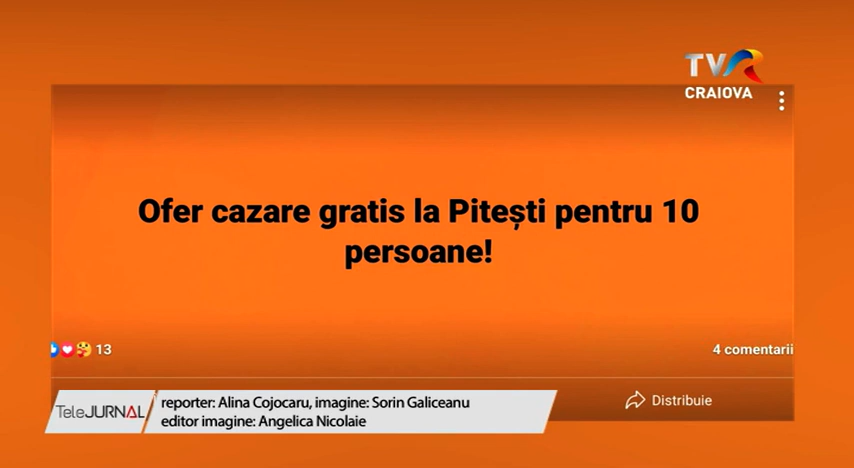 TVR
CRAIOVA
Ofer cazare gratis la Pitești pentru 10
persoane!
13
4 comentarii
Distribuie
TeleJURNAL
reporter: Alina Cojocaru, imagine: Sorin Galiceanu
editor imagine: Angelica Nicolaie